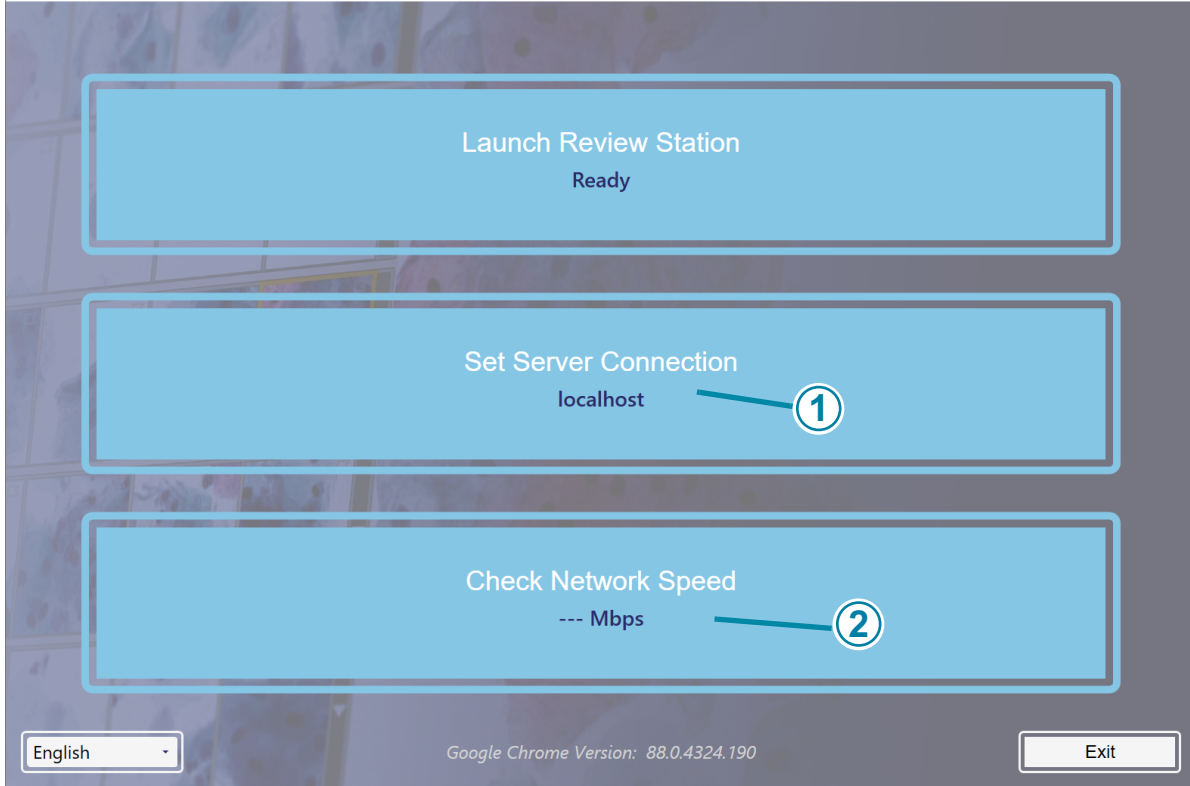 Launch Review Station
Ready
Set Server Connection
localhost
1
Check Network Speed
--- Mbps
2
English
Google Chrome Version: 88.0.4324.190
Exit